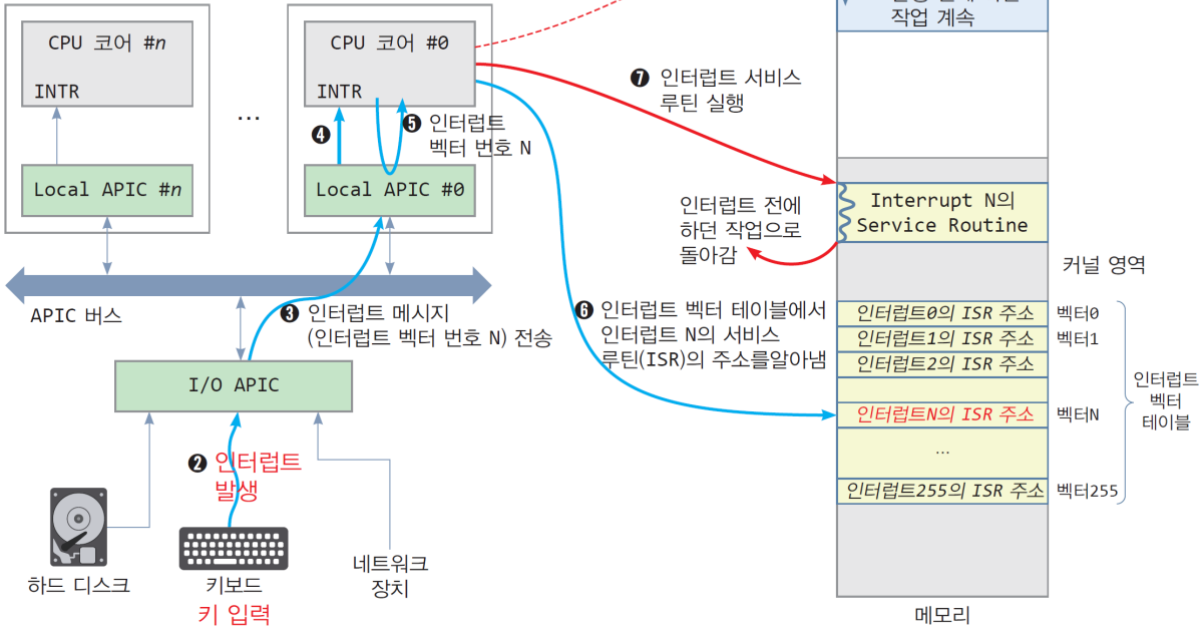 작업 계속
CPU 코어 #n
INTR
Local APIC #n
...
CPU 코어 #0
INTR
❹
❺ 인터럽트
벡터 번호 N
Local APIC #0
❼ 인터럽트 서비스
루틴 실행
Interrupt N의
Service Routine
인터럽트 전에
하던 작업으로
돌아감
커널 영역
APIC 버스
❸ 인터럽트 메시지
(인터럽트 벡터 번호 N) 전송
❻ 인터럽트 벡터 테이블에서
인터럽트 N의 서비스
루틴(ISR)의 주소를알아냄
인터럽트0의 ISR 주소
벡터0
인터럽트1의 ISR 주소
벡터1
인터럽트2의 ISR 주소
인터럽트N의 ISR 주소
벡터N
...
인터럽트255의 ISR 주소
벡터255
인터럽트
벡터
테이블
I/O APIC
❷ 인터럽트
발생
하드 디스크
키보드
키 입력
네트워크
장치
메모리